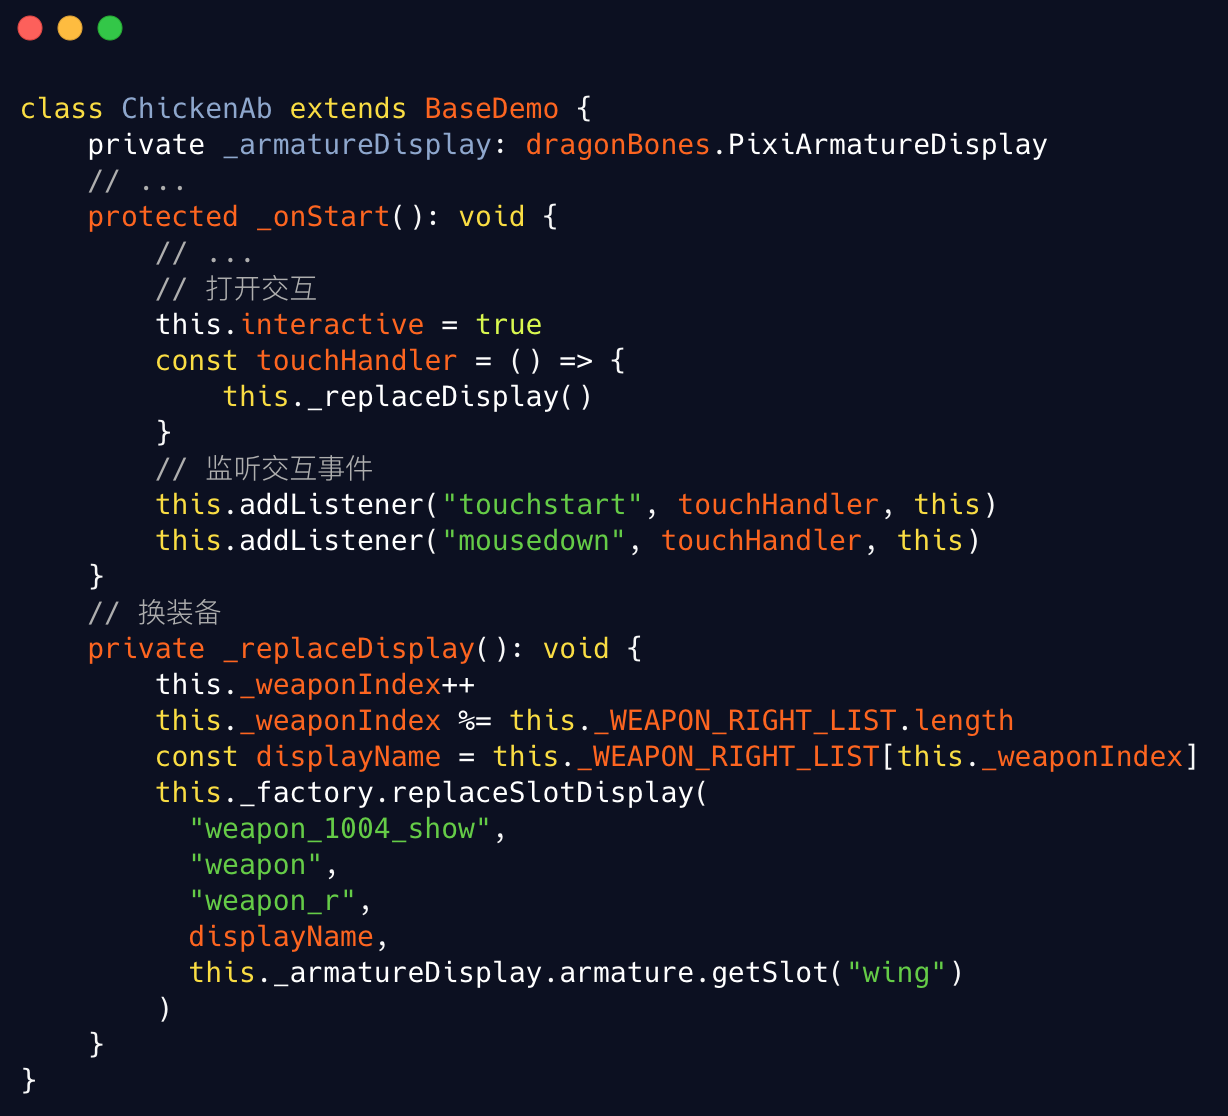 class ChickenAb extends BaseDemo {
    private _armatureDisplay: dragonBones.PixiArmatureDisplay
    // ...
    protected _onStart(): void {
        // ...
        // 打开交互
        this.interactive = true
        const touchHandler = () => {
            this._replaceDisplay()
        }
        // 监听交互事件
        this.addListener("touchstart", touchHandler, this)
        this.addListener("mousedown", touchHandler, this)
    }
    // 换装备
    private _replaceDisplay(): void {
        this._weaponIndex++
        this._weaponIndex %= this._WEAPON_RIGHT_LIST.length
        const displayName = this._WEAPON_RIGHT_LIST[this._weaponIndex]
        this._factory.replaceSlotDisplay(
          "weapon_1004_show",
          "weapon",
          "weapon_r",
          displayName,
          this._armatureDisplay.armature.getSlot("wing")
        )
    }
}